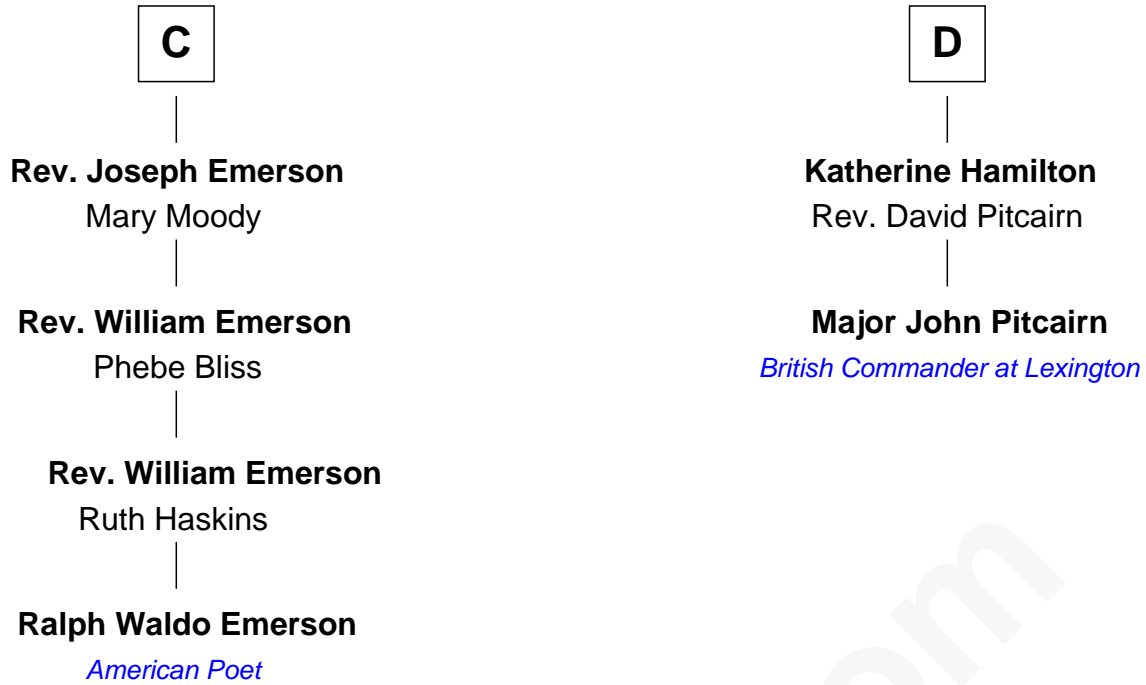 C
Rev. Joseph Emerson
Mary Moody
Rev. William Emerson
Phebe Bliss
Rev. William Emerson
Ruth Haskins
Ralph Waldo Emerson
American Poet
D
Katherine Hamilton
Rev. David Pitcairn
Major John Pitcairn
British Commander at Lexington
om